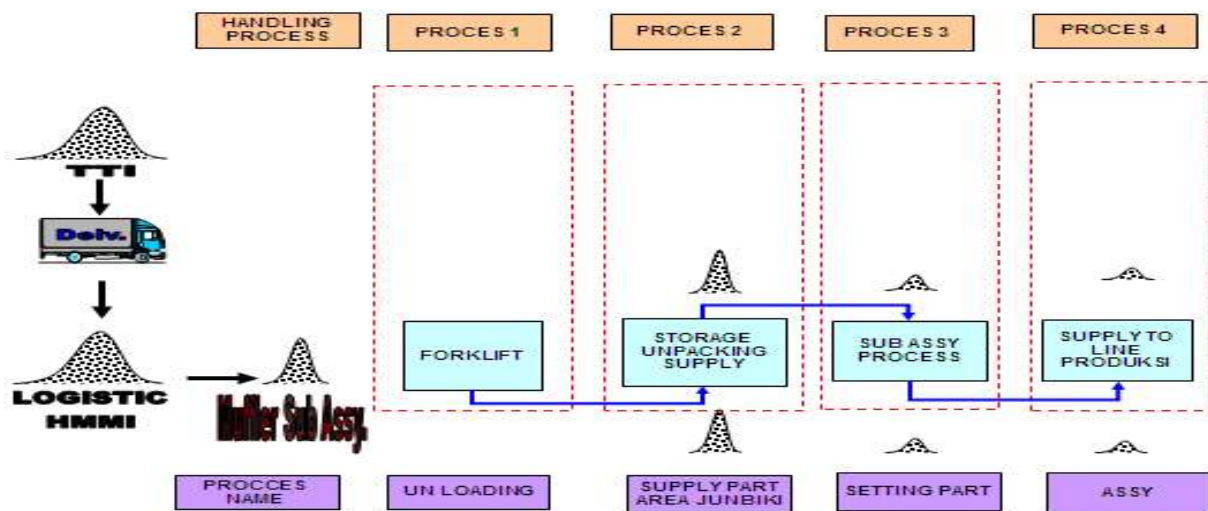 HANDLING
PROCESS
PROCES 1
PROCES 2
PROCES 3
PROCES 4
TTI
Delv.
LOGISTIC
HMMI
Muffler Sub Assy.
FORKLIFT
STORAGE
UNPACKING
SUPPLY
SUB ASSY
PROCESS
SUPPLY TO
LINE
PRODUKSI
PROCCES
NAME
UN LOADING
SUPPLY PART
AREA JUNBIKI
SETTING PART
ASSY